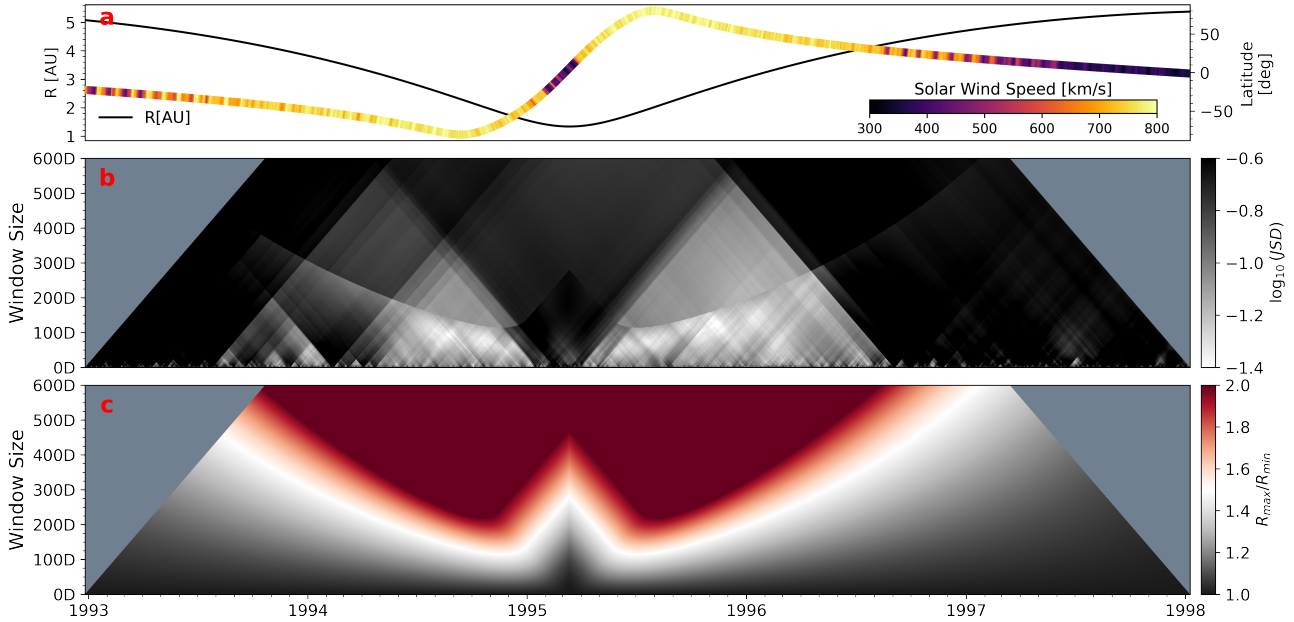 a
5
4
3
2
1
R [AU]
R[AU]
50
0
−50
Latitude
[deg]
Solar Wind Speed [km/s]
300 400 500 600 700 800
b
600D
500D
400D
300D
200D
100D
0D
Window Size
−0.6
−0.8
−1.0
−1.2
−1.4
log₁₀(JSD)
c
600D
500D
400D
300D
200D
100D
0D
Window Size
2.0
1.8
1.6
1.4
1.2
1.0
Rmax/Rmin
1993 1994 1995 1996 1997 1998